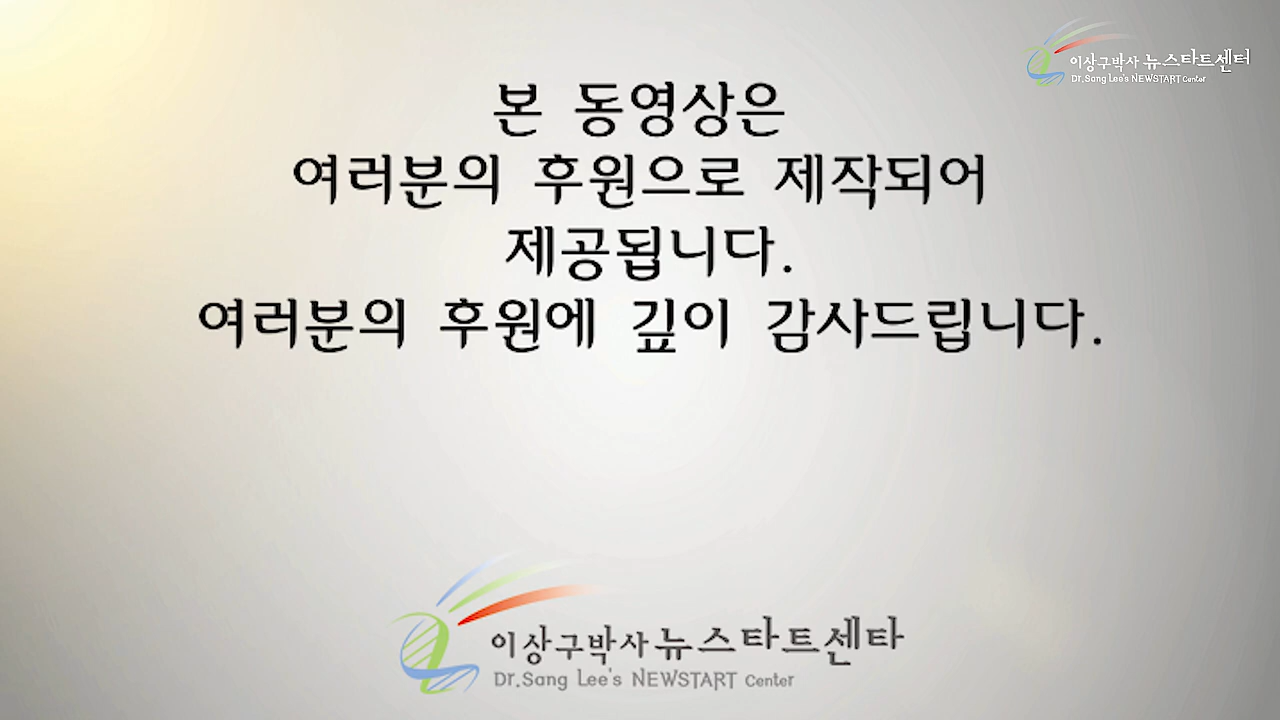 이상구박사 뉴스타트센터
Dr.Sang Lee's NEWSTART Center
본 동영상은
여러분의 후원으로 제작되어
제공됩니다.
여러분의 후원에 깊이 감사드립니다.
이상구박사 뉴스타트센타
Dr.Sang Lee's NEWSTART Center